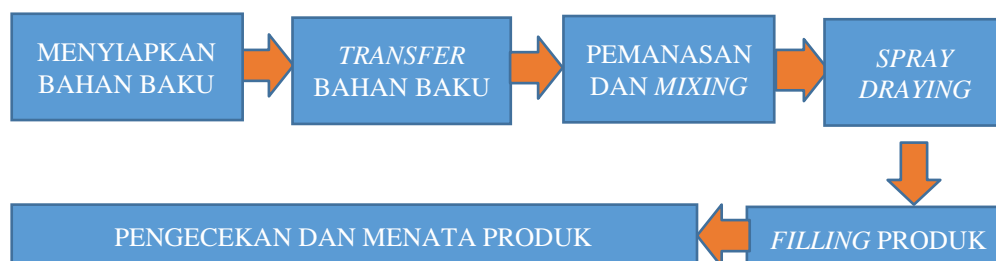 MENYIAPKAN
BAHAN BAKU
TRANSFER
BAHAN BAKU
PEMANASAN
DAN MIXING
SPRAY
DRAYING
FILLING PRODUK
PENGECEKAN DAN MENATA PRODUK